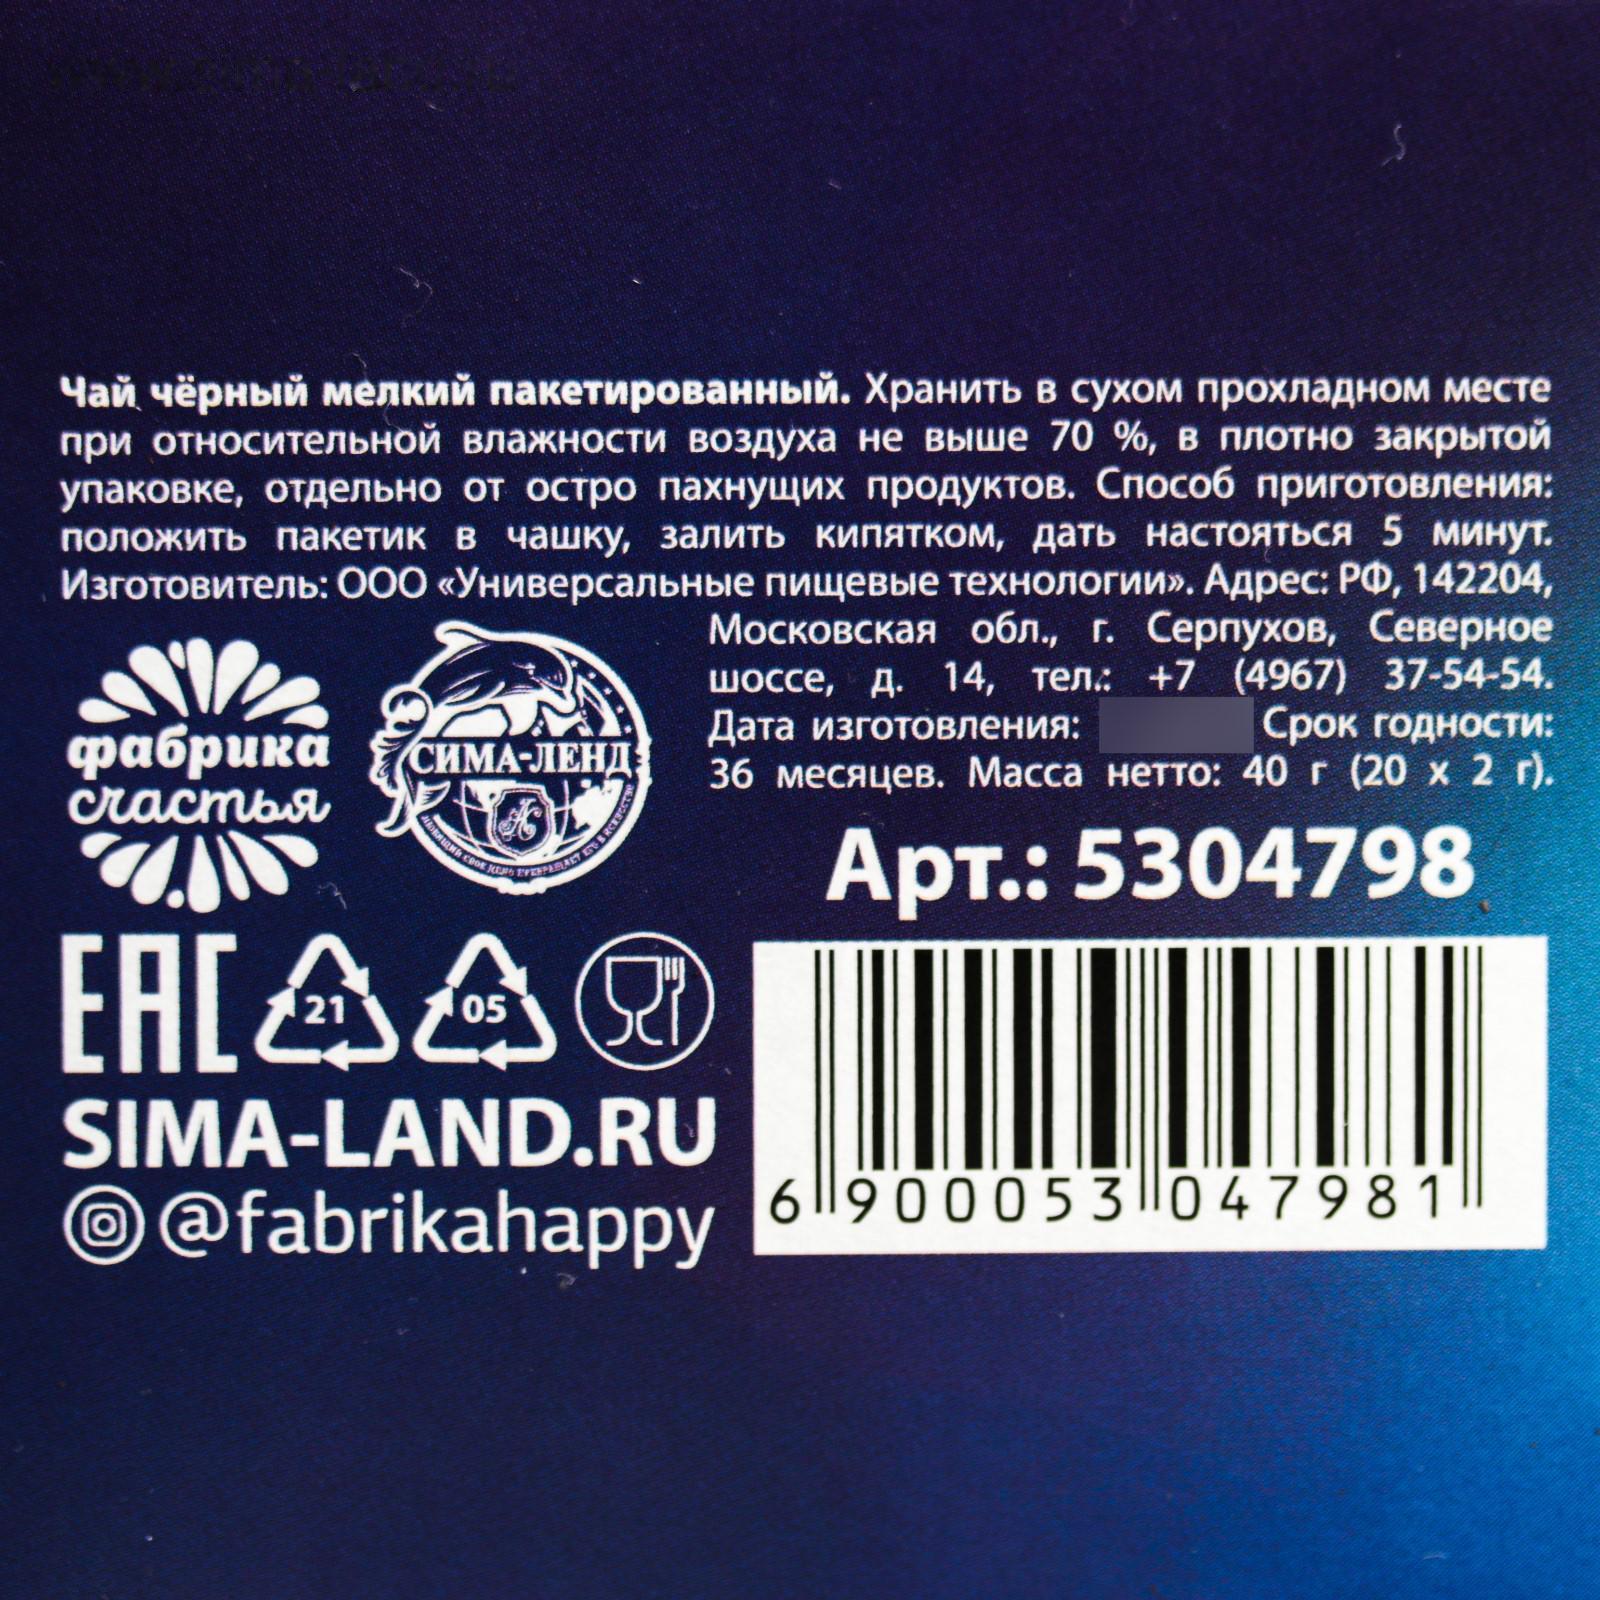 Чай чёрный мелкий пакетированный. Хранить в сухом прохладном месте
при относительной влажности воздуха не выше 70 %, в плотно закрытой
упаковке, отдельно от остро пахнущих продуктов. Способ приготовления:
положить пакетик в чашку, залить кипятком, дать настояться 5 минут.
Изготовитель: ООО «Универсальные пищевые технологии». Адрес: РФ, 142204,
Московская обл., г. Серпухов, Северное
шоссе, д. 14, тел.: +7 (4967) 37-54-54.
Дата изготовления: Срок годности:
36 месяцев. Масса нетто: 40 г (20 x 2 г).
фабрика
счастья
СИМА-ЛЕНД
Арт.: 5304798
EAC
21
05
SIMA-LAND.RU
@fabrikahappy
6 900053 047981